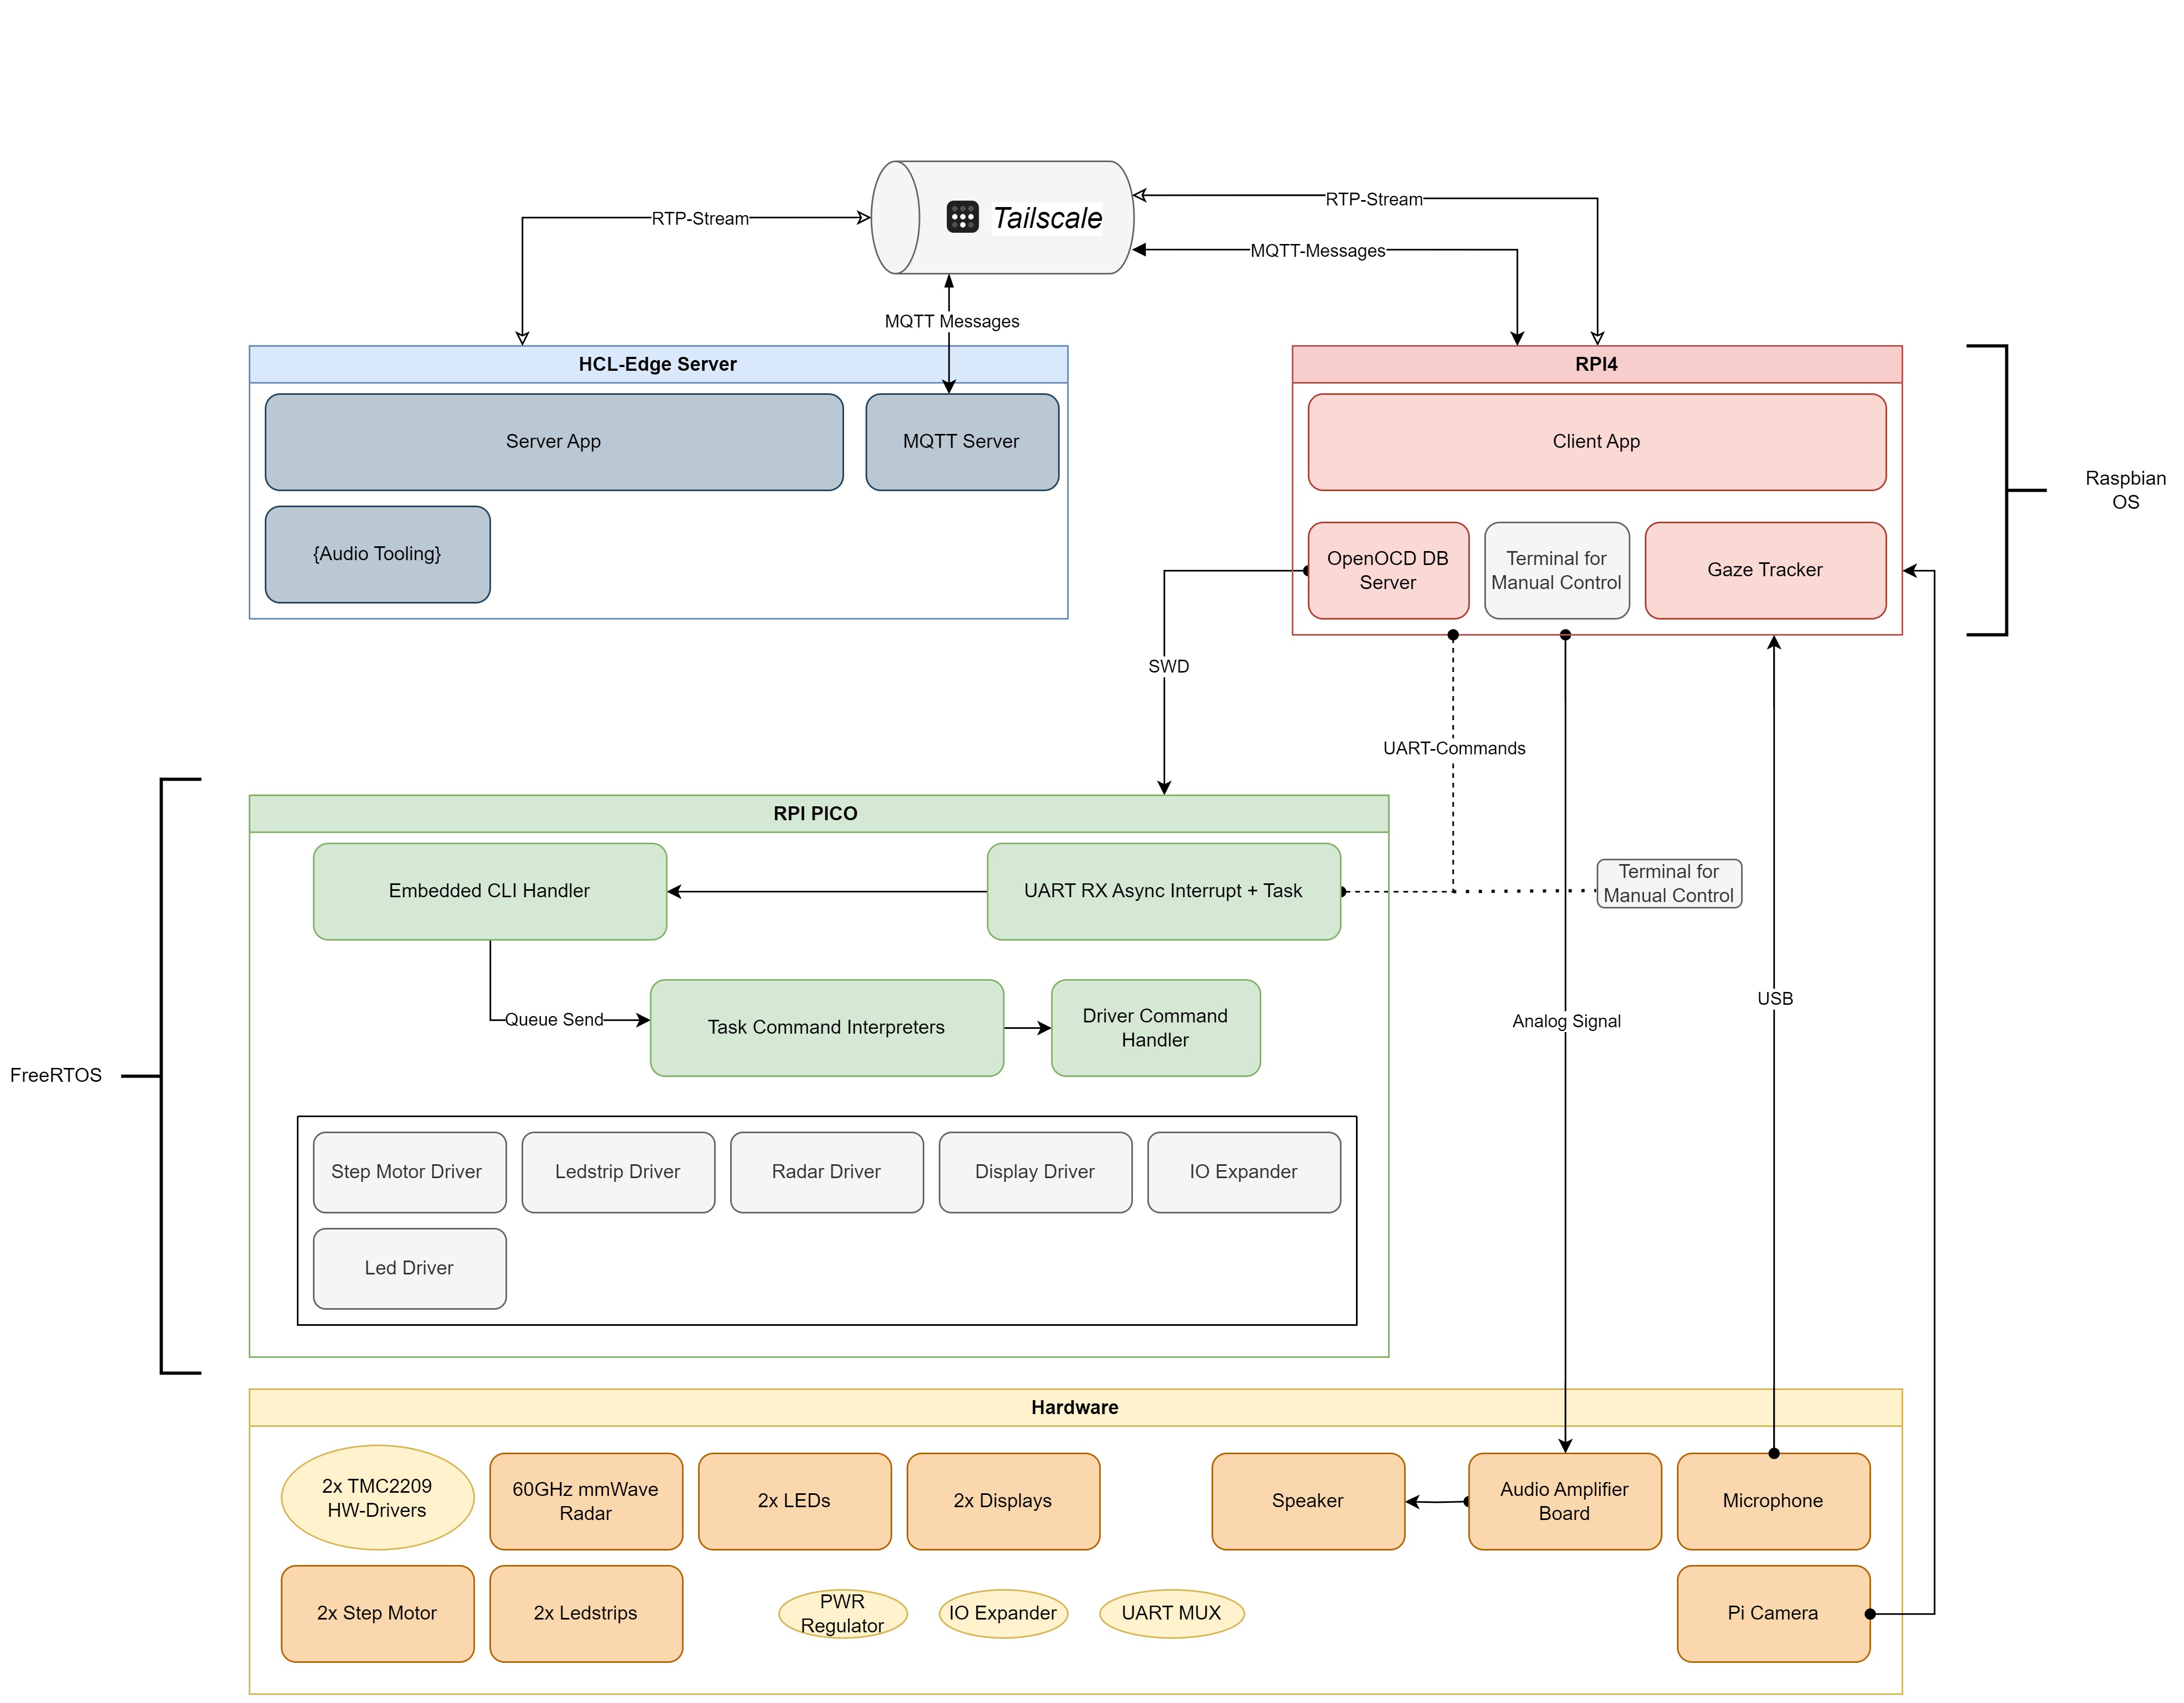 Tailscale
RTP-Stream
RTP-Stream
MQTT-Messages
MQTT Messages
HCL-Edge Server
Server App
MQTT Server
{Audio Tooling}
RPI4
Client App
OpenOCD DB
Server
Terminal for
Manual Control
Gaze Tracker
Raspbian
OS
SWD
UART-Commands
RPI PICO
Embedded CLI Handler
UART RX Async Interrupt + Task
Terminal for
Manual Control
Queue Send
Task Command Interpreters
Driver Command
Handler
USB
Analog Signal
FreeRTOS
Step Motor Driver
Ledstrip Driver
Radar Driver
Display Driver
IO Expander
Led Driver
Hardware
2x TMC2209
HW-Drivers
60GHz mmWave
Radar
2x LEDs
2x Displays
Speaker
Audio Amplifier
Board
Microphone
2x Step Motor
2x Ledstrips
PWR
Regulator
IO Expander
UART MUX
Pi Camera